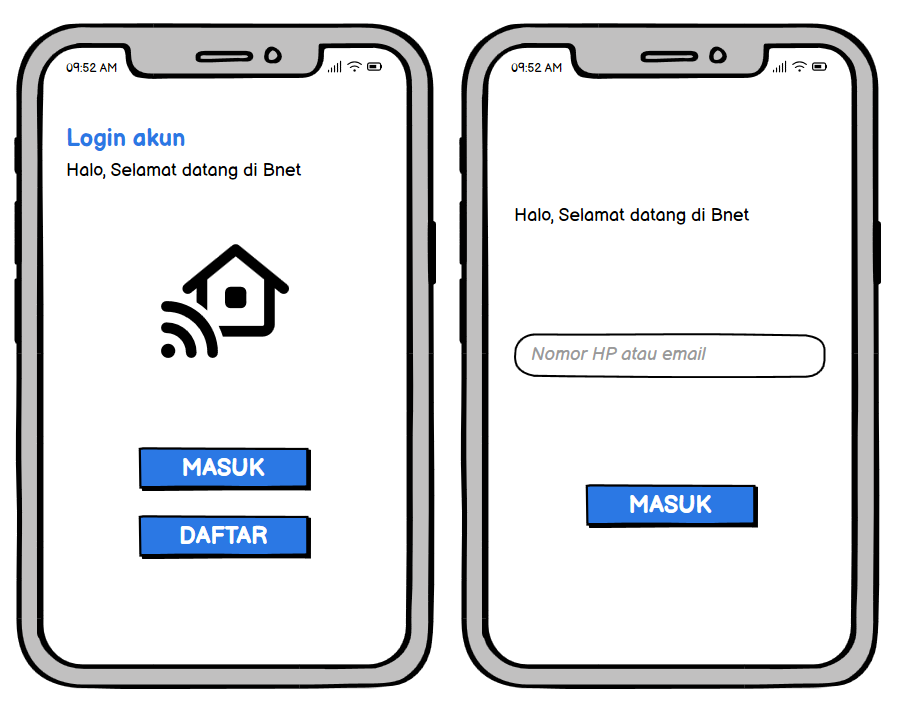 09:52 AM
Login akun
Halo, Selamat datang di Bnet
MASUK
DAFTAR
09:52 AM
Halo, Selamat datang di Bnet
Nomor HP atau email
MASUK